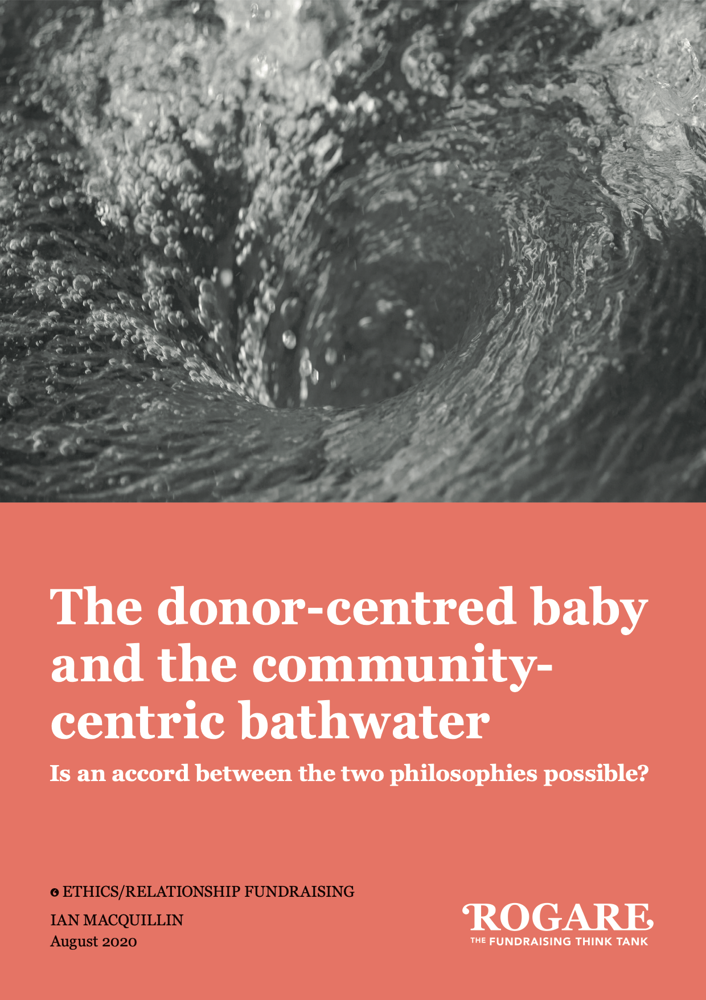 The donor-centred baby
and the community-
centric bathwater
Is an accord between the two philosophies possible?
ETHICS/RELATIONSHIP FUNDRAISING
IAN MACQUILLIN
August 2020
ROGARE
THE FUNDRAISING THINK TANK